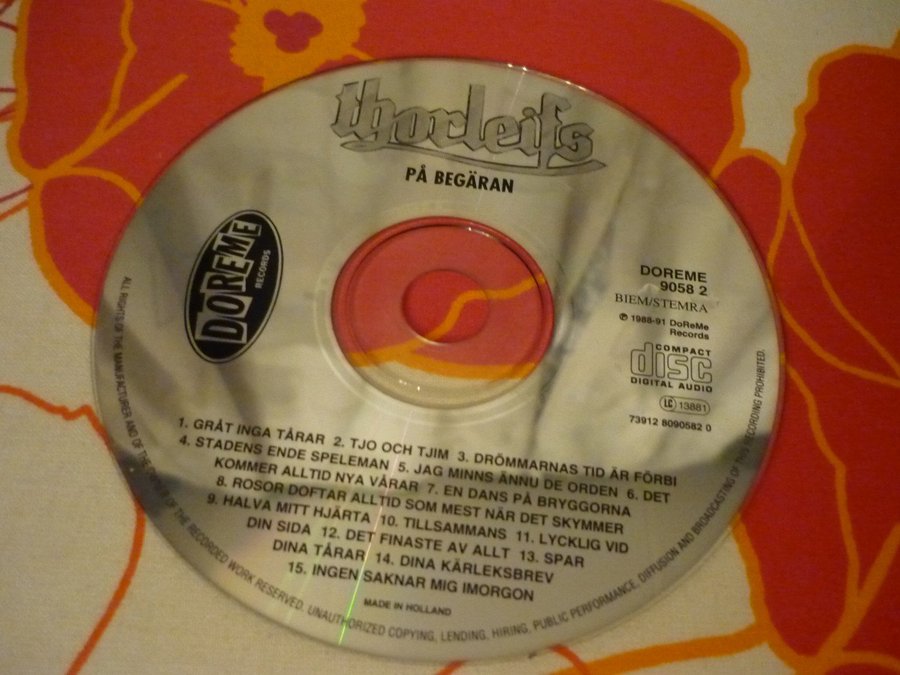 thorleifs
PÅ BEGÄRAN
DOREME
RECORDS
DOREME
9058 2
BIEM/STEMRA
℗ 1988-91 DoReMe
Records
COMPACT
disc
DIGITAL AUDIO
LC 13881
73912 8090582 0
1. GRÅT INGA TÅRAR 2. TJO OCH TJIM 3. DRÖMMARNAS TID ÄR FÖRBI
4. STADENS ENDE SPELEMAN 5. JAG MINNS ÄNNU DE ORDEN 6. DET
KOMMER ALLTID NYA VÅRAR 7. EN DANS PÅ BRYGGORNA
8. ROSOR DOFTAR ALLTID SOM MEST NÄR DET SKYMMER
9. HALVA MITT HJÄRTA 10. TILLSAMMANS 11. LYCKLIG VID
DIN SIDA 12. DET FINASTE AV ALLT 13. SPAR
DINA TÅRAR 14. DINA KÄRLEKSBREV
15. INGEN SAKNAR MIG IMORGON
MADE IN HOLLAND
ALL RIGHTS OF THE MANUFACTURER AND OF THE OWNER OF THE RECORDED WORK RESERVED. UNAUTHORIZED COPYING, LENDING, HIRING, PUBLIC PERFORMANCE, DIFFUSION AND BROADCASTING OF THIS RECORDING PROHIBITED.